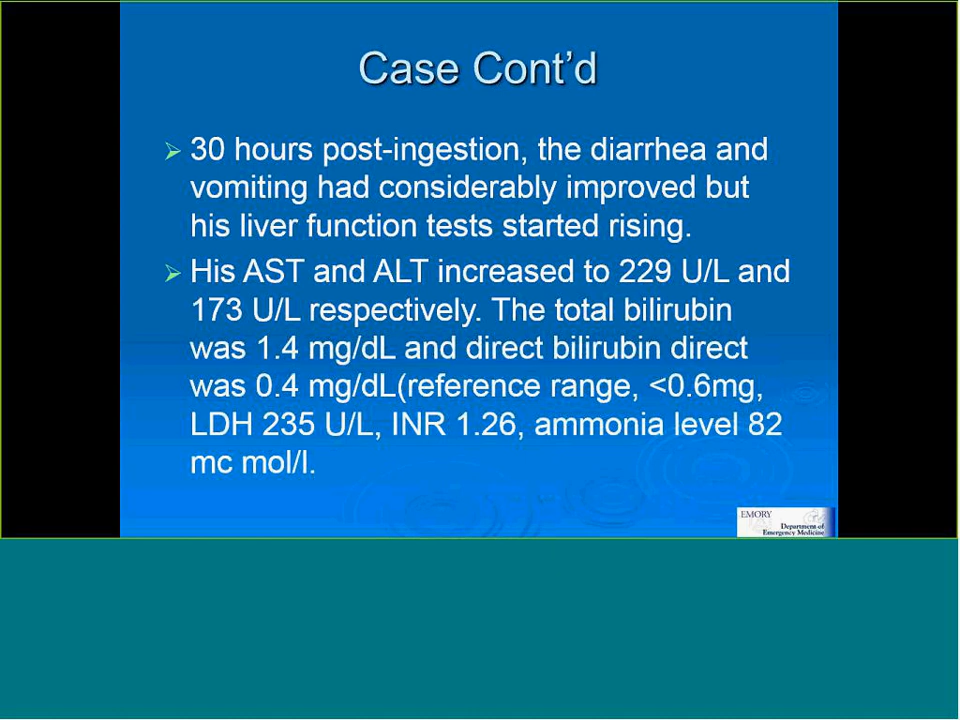 Case Cont’d
30 hours post-ingestion, the diarrhea and
vomiting had considerably improved but
his liver function tests started rising.
His AST and ALT increased to 229 U/L and
173 U/L respectively. The total bilirubin
was 1.4 mg/dL and direct bilirubin direct
was 0.4 mg/dL(reference range, <0.6mg,
LDH 235 U/L, INR 1.26, ammonia level 82
mc mol/l.
EMORY
Department of
Emergency Medicine